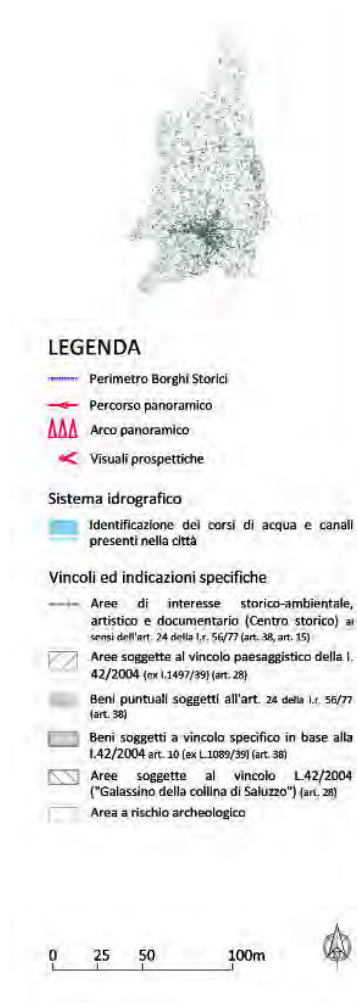 LEGENDA
Perimetro Borghi Storici
Percorso panoramico
Arco panoramico
Visuali prospettiche
Sistema idrografico
Identificazione dei corsi di acqua e canali
presenti nella città
Vincoli ed indicazioni specifiche
Aree di interesse storico-ambientale,
artistico e documentario (Centro storico) ai
sensi dell'art. 24 della l.r. 56/77 (art. 38, art. 15)
Aree soggette al vincolo paesaggistico della l.
42/2004 (ex l.1497/39) (art. 28)
Beni puntuali soggetti all'art. 24 della l.r. 56/77
(art. 38)
Beni soggetti a vincolo specifico in base alla
l.42/2004 art. 10 (ex L.1089/39) (art. 38)
Aree soggette al vincolo L.42/2004
("Galassino della collina di Saluzzo") (art. 28)
Area a rischio archeologico
0 25 50 100m